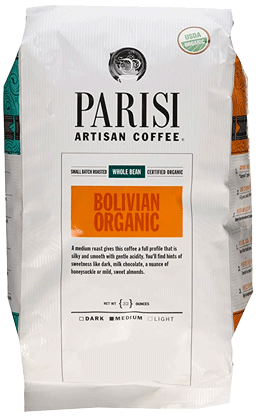 USDA
ORGANIC
PARISI
ARTISAN COFFEE®
SMALL BATCH ROASTED WHOLE BEAN CERTIFIED ORGANIC
BOLIVIAN
ORGANIC
A medium roast gives this coffee a full profile that is
silky and smooth with gentle acidity. You'll find hints of
sweetness like dark, milk chocolate, a nuance of
honeysuckle or mild, sweet almonds.
NET WT {32} OUNCES
DARK MEDIUM LIGHT